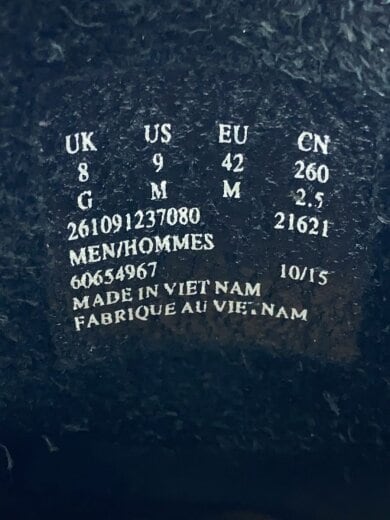 UK US EU CN
8 9 42 260
G M M 2.5
261091237080 21621
MEN/HOMMES
60654967 10/15
MADE IN VIET NAM
FABRIQUE AU VIETNAM